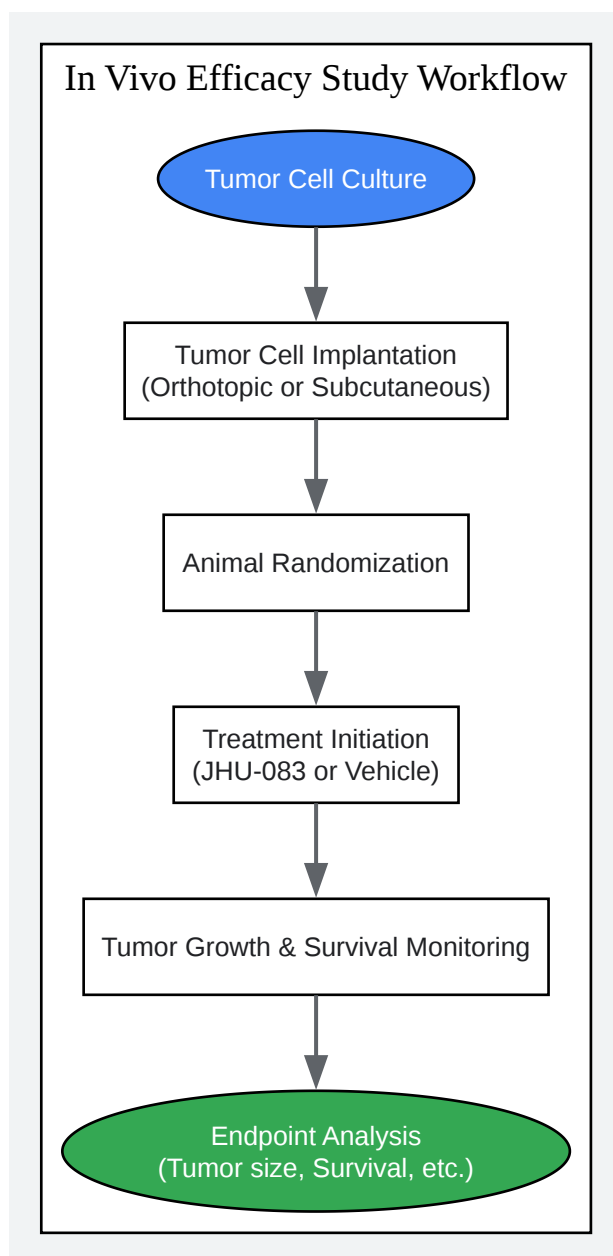 In Vivo Efficacy Study Workflow
Tumor Cell Culture
Tumor Cell Implantation
(Orthotopic or Subcutaneous)
Animal Randomization
Treatment Initiation
(JHU-083 or Vehicle)
Tumor Growth & Survival Monitoring
Endpoint Analysis
(Tumor size, Survival, etc.)